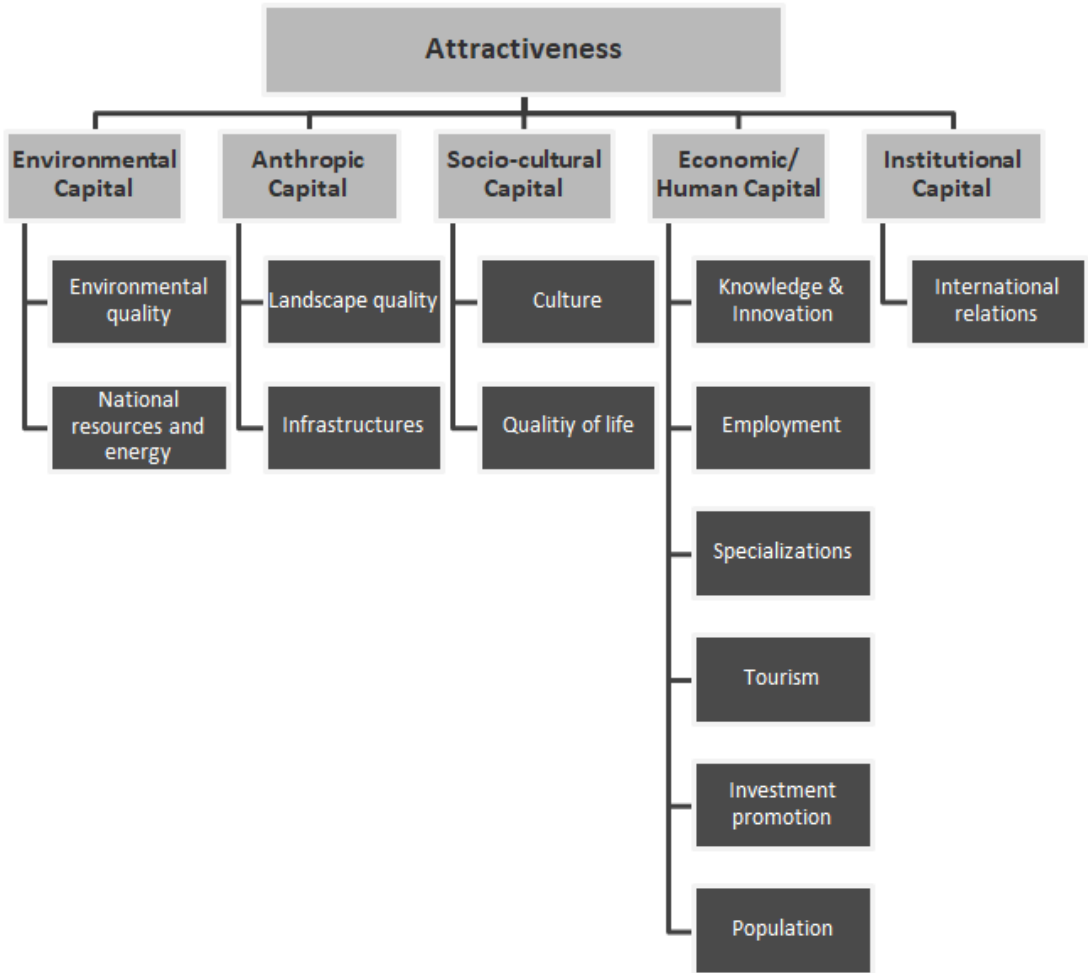 Attractiveness
Environmental
Capital
Anthropic
Capital
Socio-cultural
Capital
Economic/
Human Capital
Institutional
Capital
Environmental
quality
National
resources and
energy
Landscape quality
Infrastructures
Culture
Qualitiy of life
Knowledge &
Innovation
Employment
Specializations
Tourism
Investment
promotion
Population
International
relations